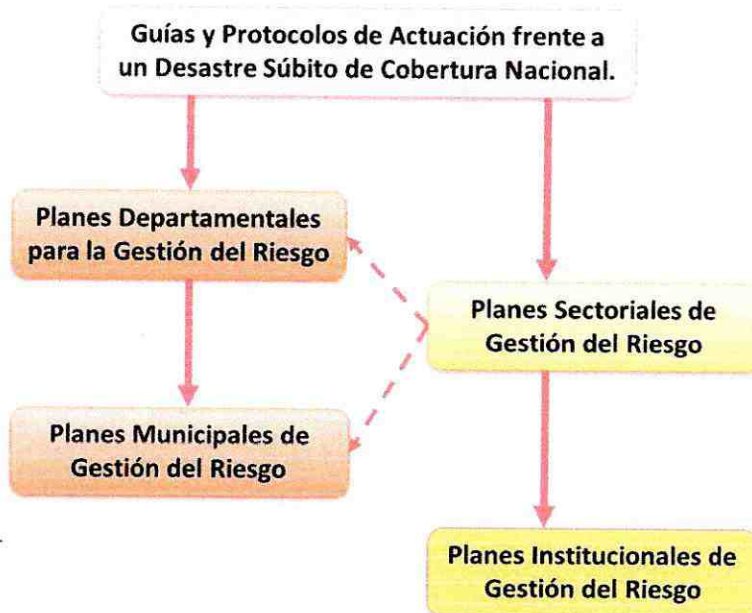 Guías y Protocolos de Actuación frente a
un Desastre Súbito de Cobertura Nacional.
Planes Departamentales
para la Gestión del Riesgo
Planes Sectoriales de
Gestión del Riesgo
Planes Municipales de
Gestión del Riesgo
Planes Institucionales de
Gestión del Riesgo